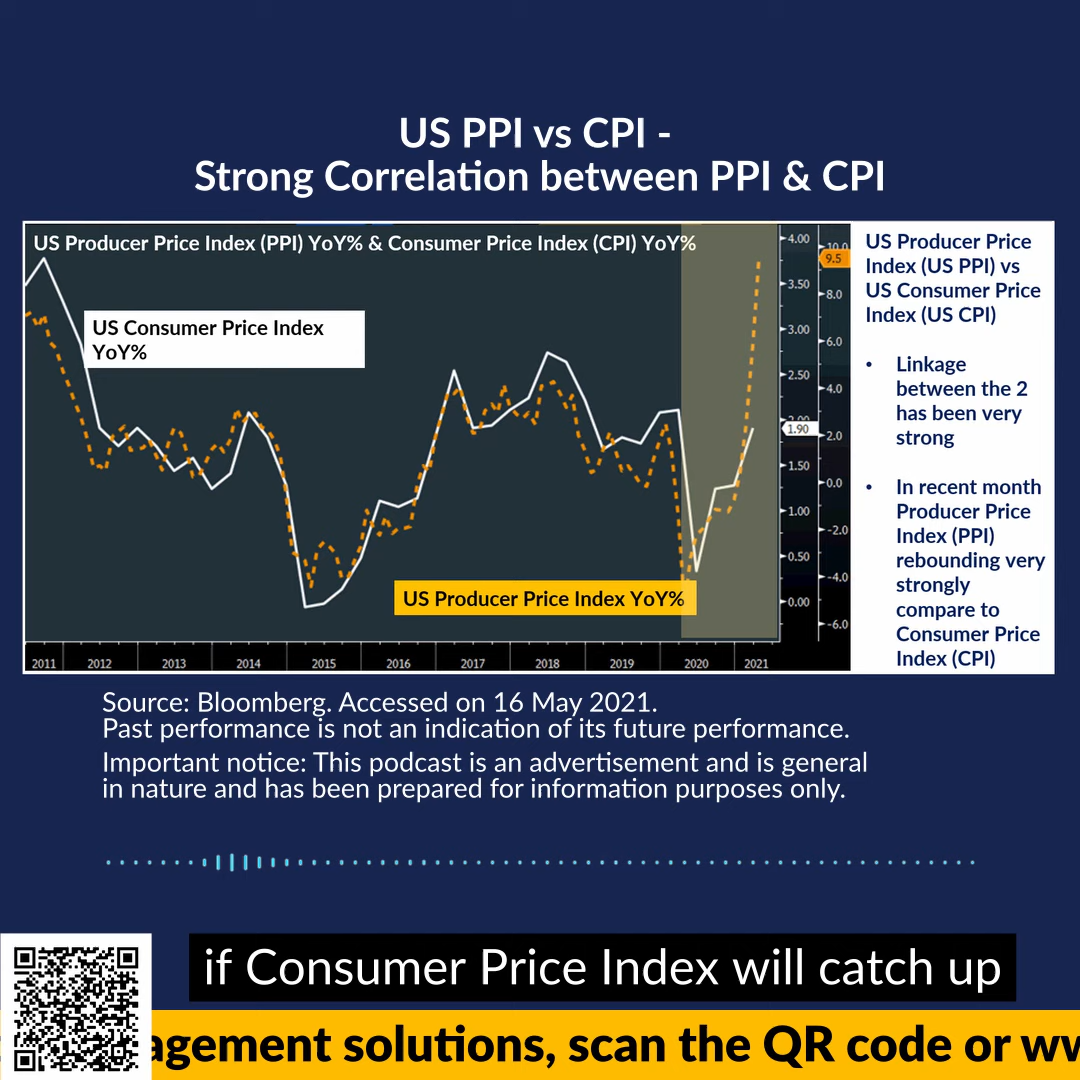 US PPI vs CPI -
Strong Correlation between PPI & CPI
US Producer Price Index (PPI) YoY% & Consumer Price Index (CPI) YoY%
US Consumer Price Index
YoY%
US Producer Price Index YoY%
4.00
3.50
3.00
2.50
2.00
1.90
1.50
1.00
0.50
0.00
10.0
9.5
8.0
6.0
4.0
2.0
0.0
-2.0
-4.0
-6.0
2011 2012 2013 2014 2015 2016 2017 2018 2019 2020 2021
US Producer Price
Index (US PPI) vs
US Consumer Price
Index (US CPI)
• Linkage
between the 2
has been very
strong
• In recent month
Producer Price
Index (PPI)
rebounding very
strongly
compare to
Consumer Price
Index (CPI)
Source: Bloomberg. Accessed on 16 May 2021.
Past performance is not an indication of its future performance.
Important notice: This podcast is an advertisement and is general
in nature and has been prepared for information purposes only.
if Consumer Price Index will catch up
agement solutions, scan the QR code or